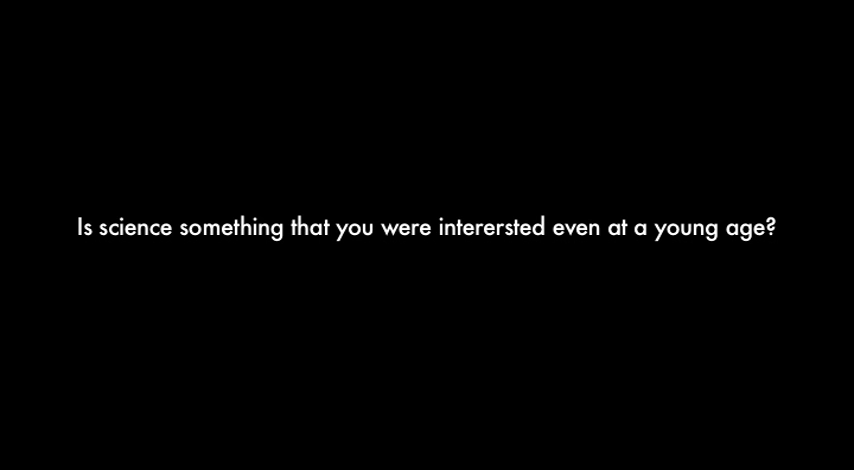 Is science something that you were interersted even at a young age?